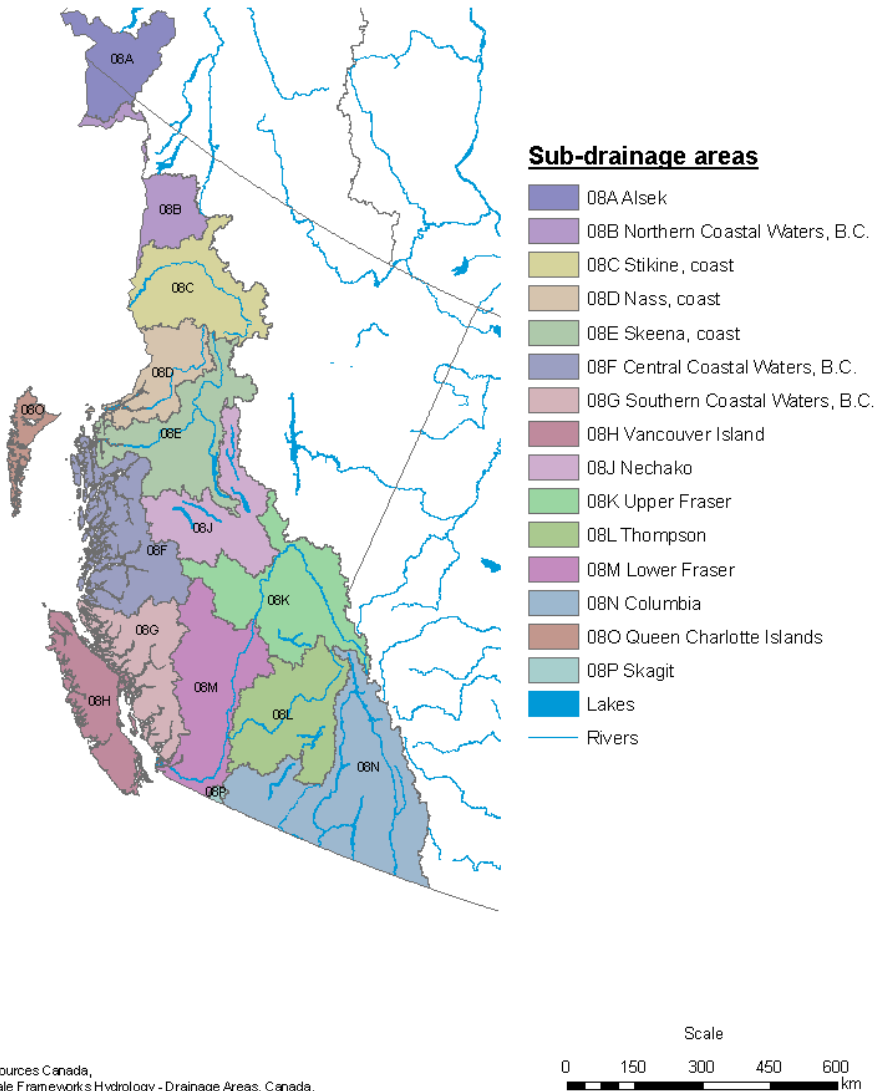 08A
08B
08C
08D
08O
08E
08J
08F
08K
08G
08M
08H
08L
08N
08P
Sub-drainage areas
08A Alsek
08B Northern Coastal Waters, B.C.
08C Stikine, coast
08D Nass, coast
08E Skeena, coast
08F Central Coastal Waters, B.C.
08G Southern Coastal Waters, B.C.
08H Vancouver Island
08J Nechako
08K Upper Fraser
08L Thompson
08M Lower Fraser
08N Columbia
08O Queen Charlotte Islands
08P Skagit
Lakes
Rivers
Scale
0 150 300 450 600
km
ources Canada,
ale Frameworks Hydrology - Drainage Areas, Canada.